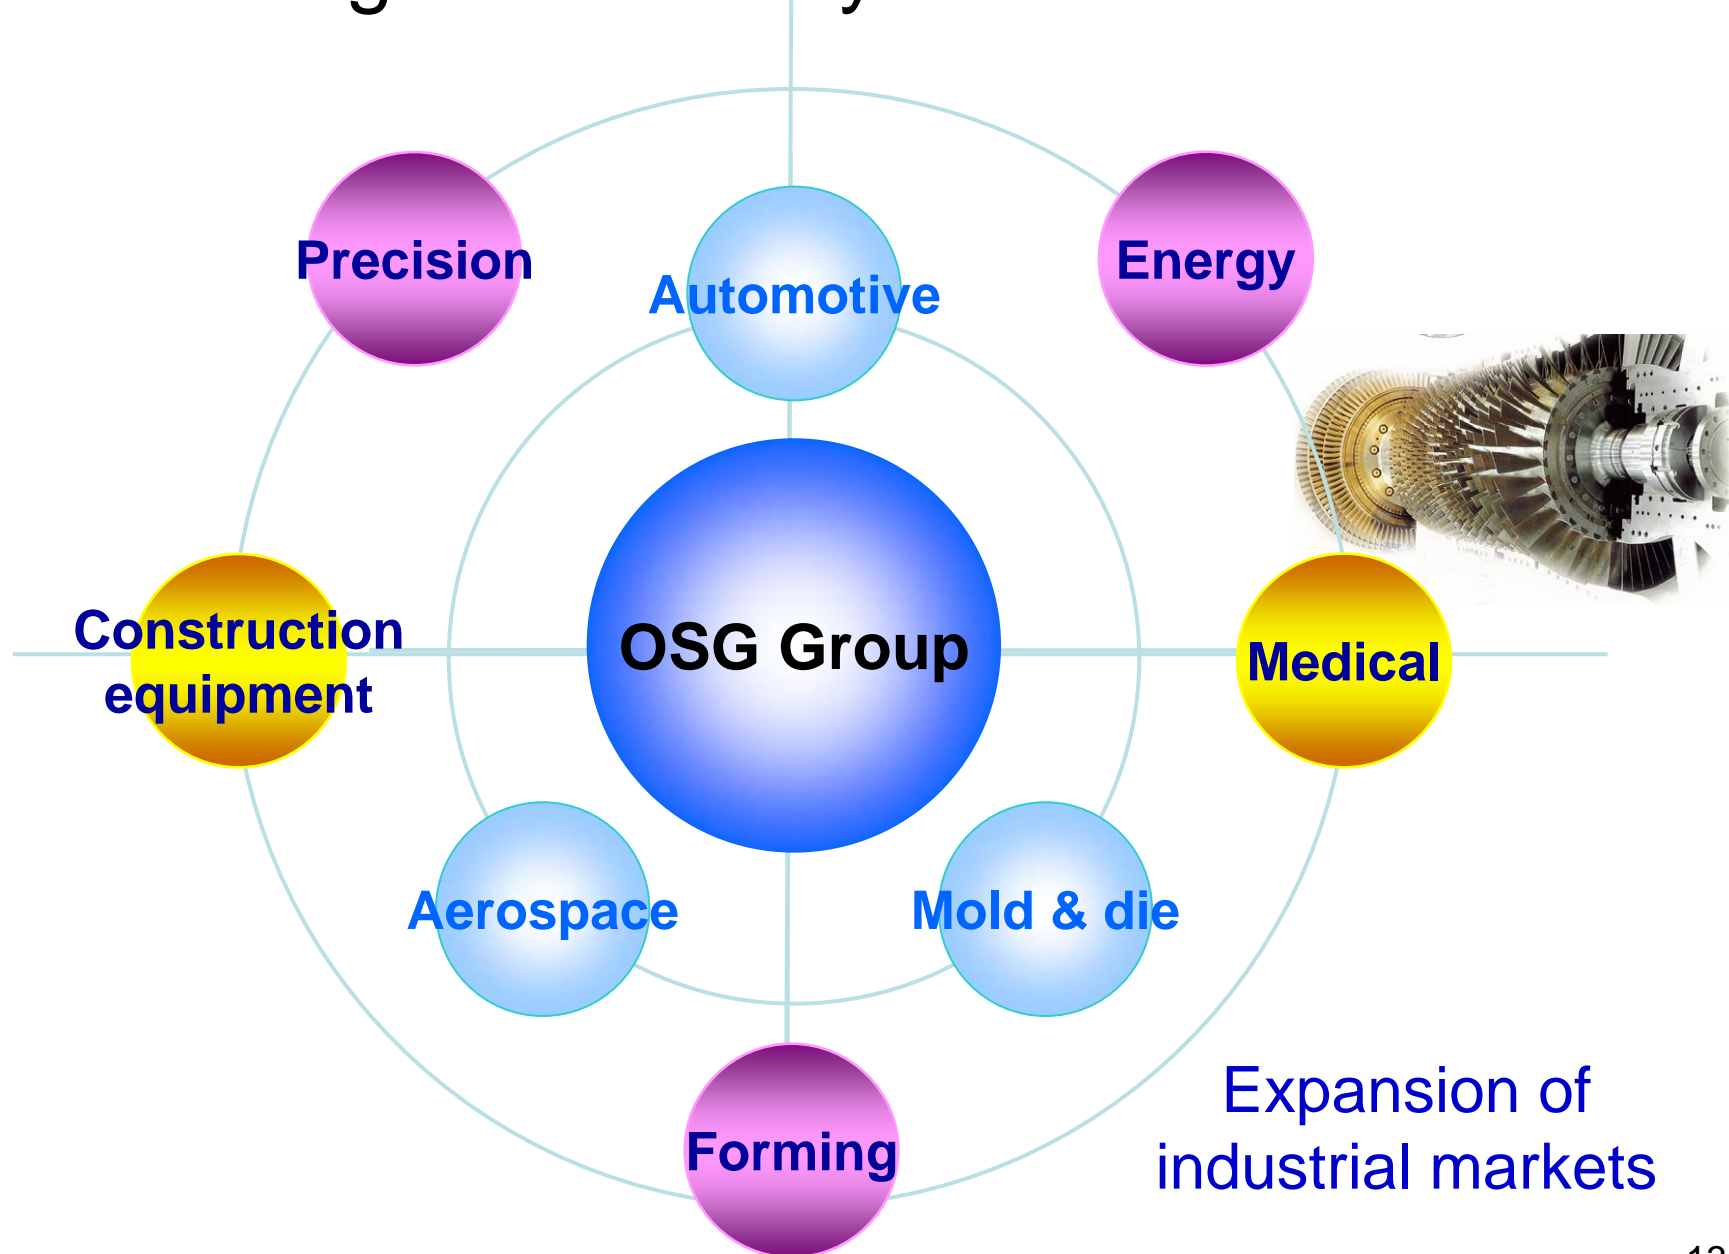 Precision
Energy
Automotive
Construction
equipment
OSG Group
Medical
Aerospace
Mold & die
Expansion of
industrial markets
Forming